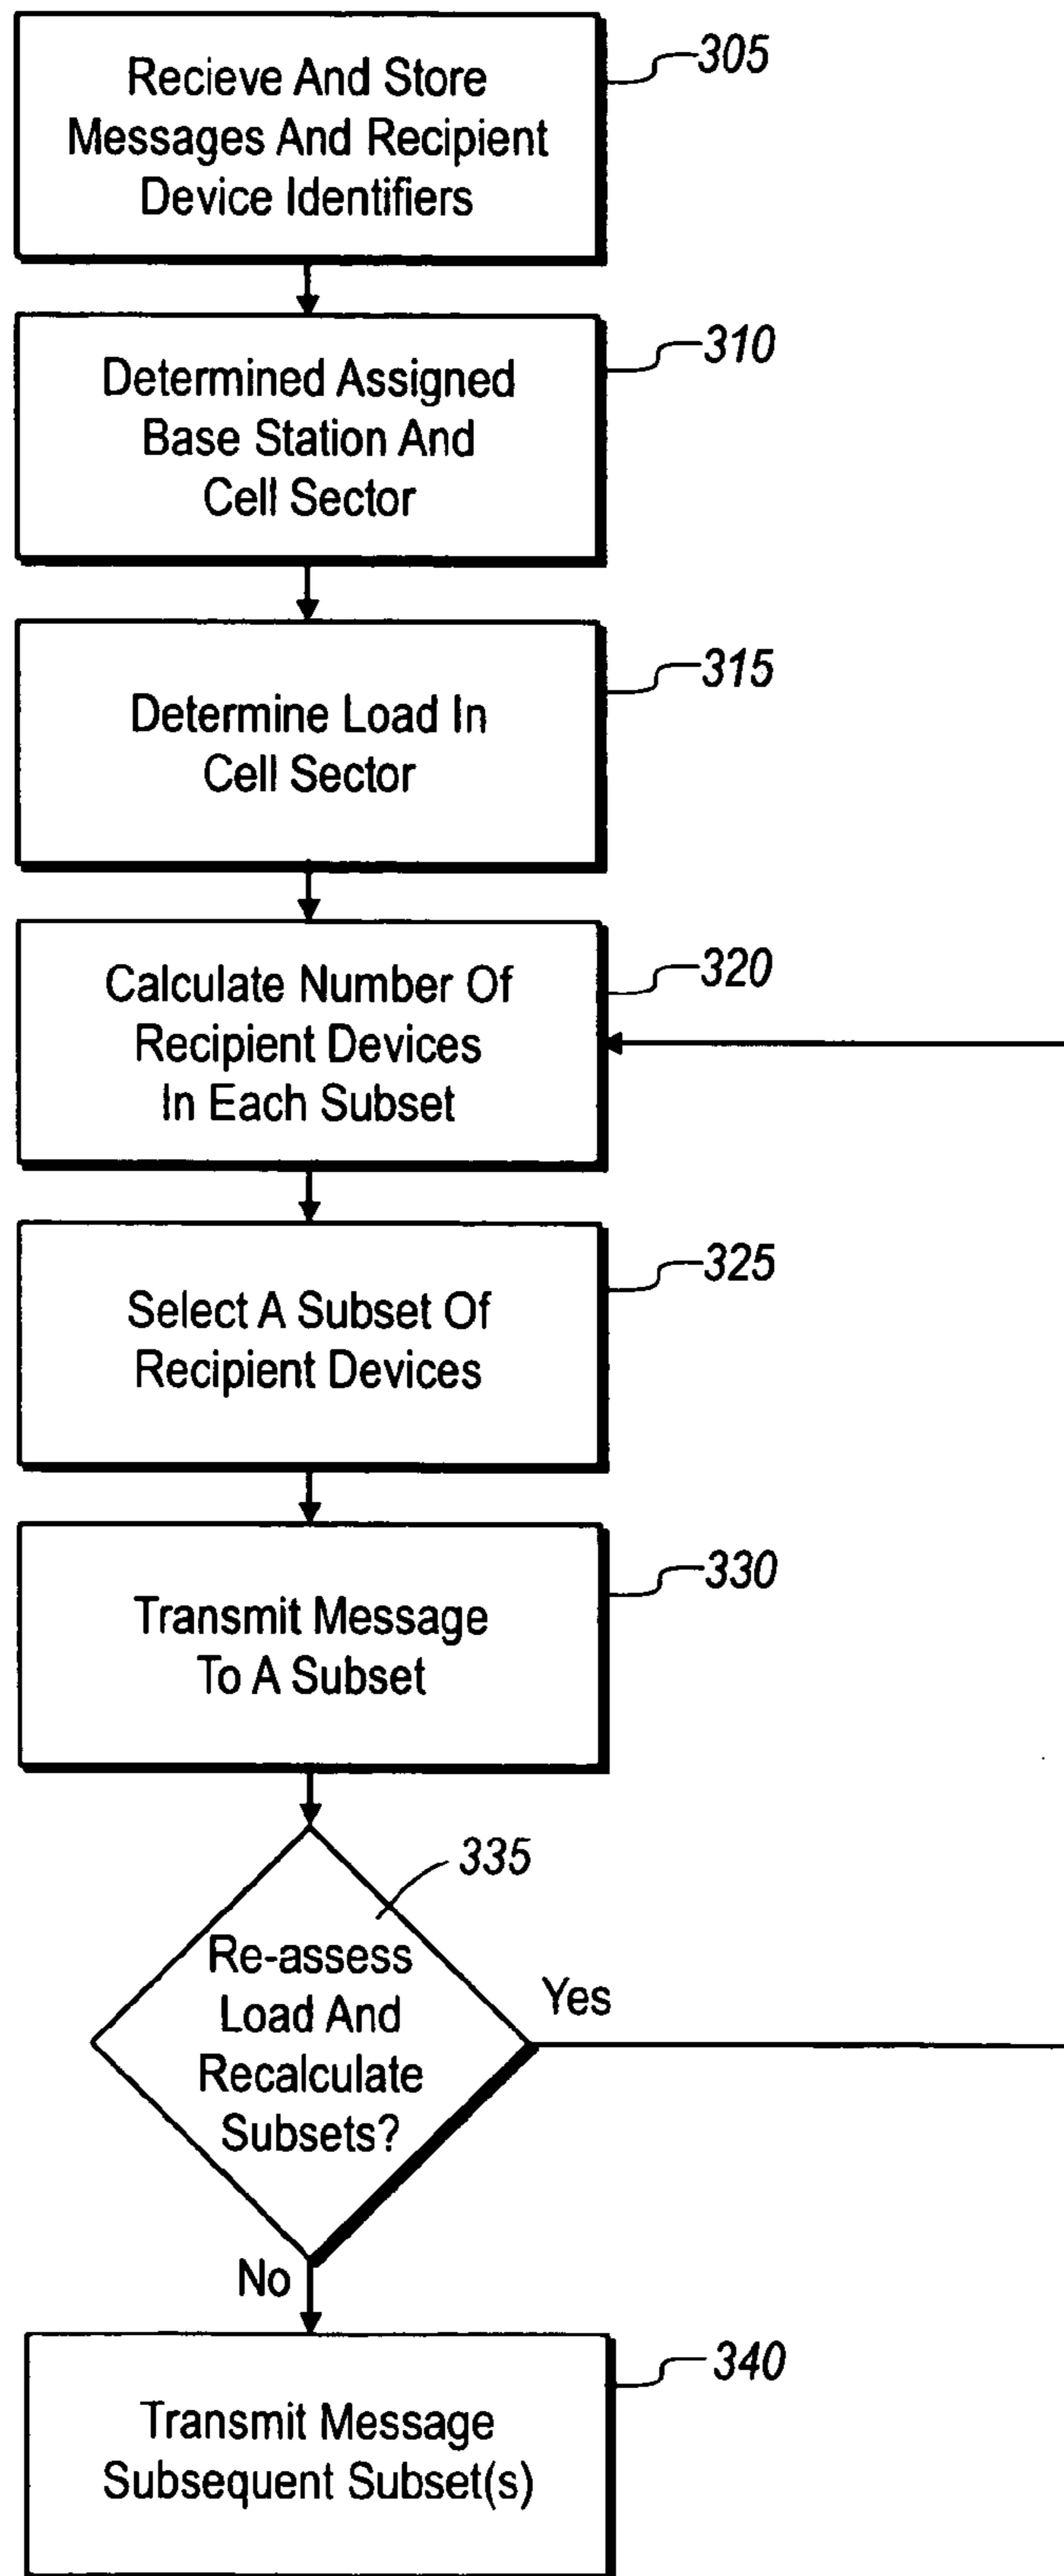 Recieve And Store
Messages And Recipient
Device Identifiers
305
Determined Assigned
Base Station And
Cell Sector
310
Determine Load In
Cell Sector
315
Calculate Number Of
Recipient Devices
In Each Subset
320
Select A Subset Of
Recipient Devices
325
Transmit Message
To A Subset
330
335
Re-assess
Load And
Recalculate
Subsets?
Yes
No
Transmit Message
Subsequent Subset(s)
340